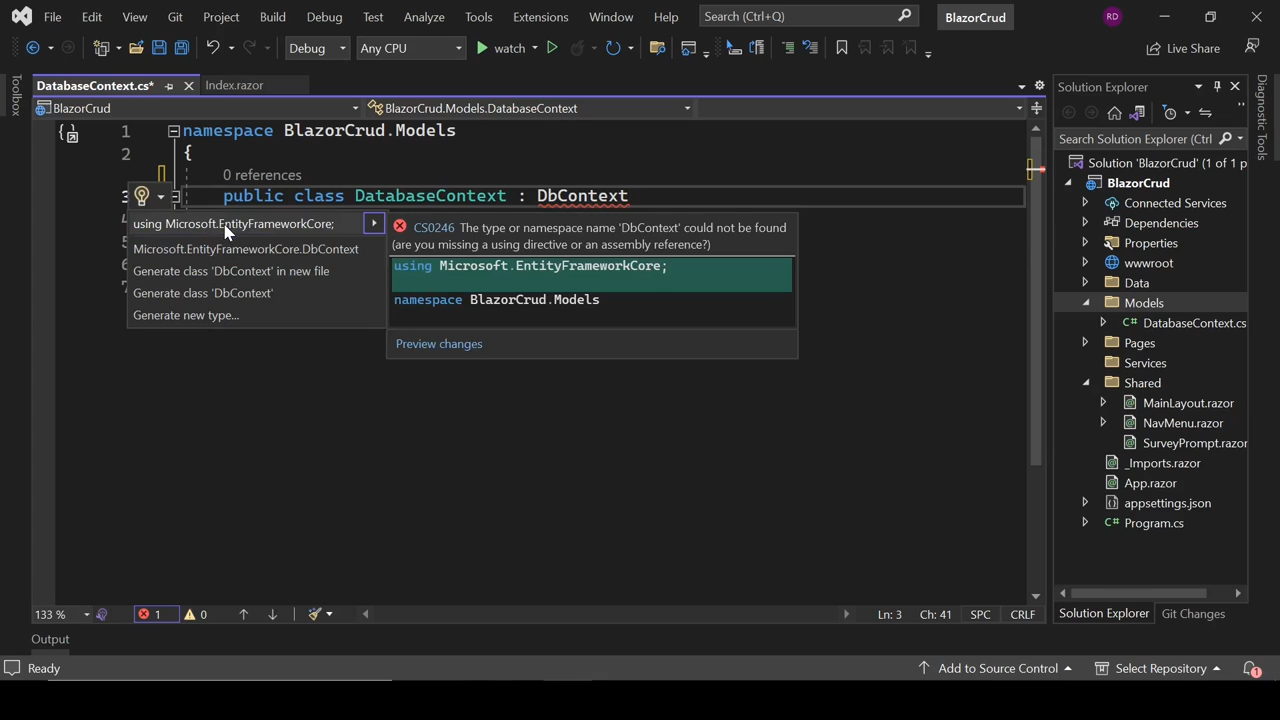 File Edit View Git Project Build Debug Test Analyze Tools Extensions Window Help Search (Ctrl+Q) BlazorCrud RD
Debug Any CPU watch Live Share
Toolbox
DatabaseContext.cs* Index.razor
BlazorCrud BlazorCrud.Models.DatabaseContext
1 namespace BlazorCrud.Models
2 {
0 references
3 public class DatabaseContext : DbContext
using Microsoft.EntityFrameworkCore;
Microsoft.EntityFrameworkCore.DbContext
Generate class 'DbContext' in new file
Generate class 'DbContext'
Generate new type...
CS0246 The type or namespace name 'DbContext' could not be found
(are you missing a using directive or an assembly reference?)
using Microsoft.EntityFrameworkCore;
namespace BlazorCrud.Models
Preview changes
133 % 1 0 Ln: 3 Ch: 41 SPC CRLF
Output
Solution Explorer
Search Solution Explorer (Ctrl
Solution 'BlazorCrud' (1 of 1 p
BlazorCrud
Connected Services
Dependencies
Properties
wwwroot
Data
Models
DatabaseContext.cs
Pages
Services
Shared
MainLayout.razor
NavMenu.razor
SurveyPrompt.razor
_Imports.razor
App.razor
appsettings.json
Program.cs
Solution Explorer Git Changes
Diagnostic Tools
Ready Add to Source Control Select Repository 1